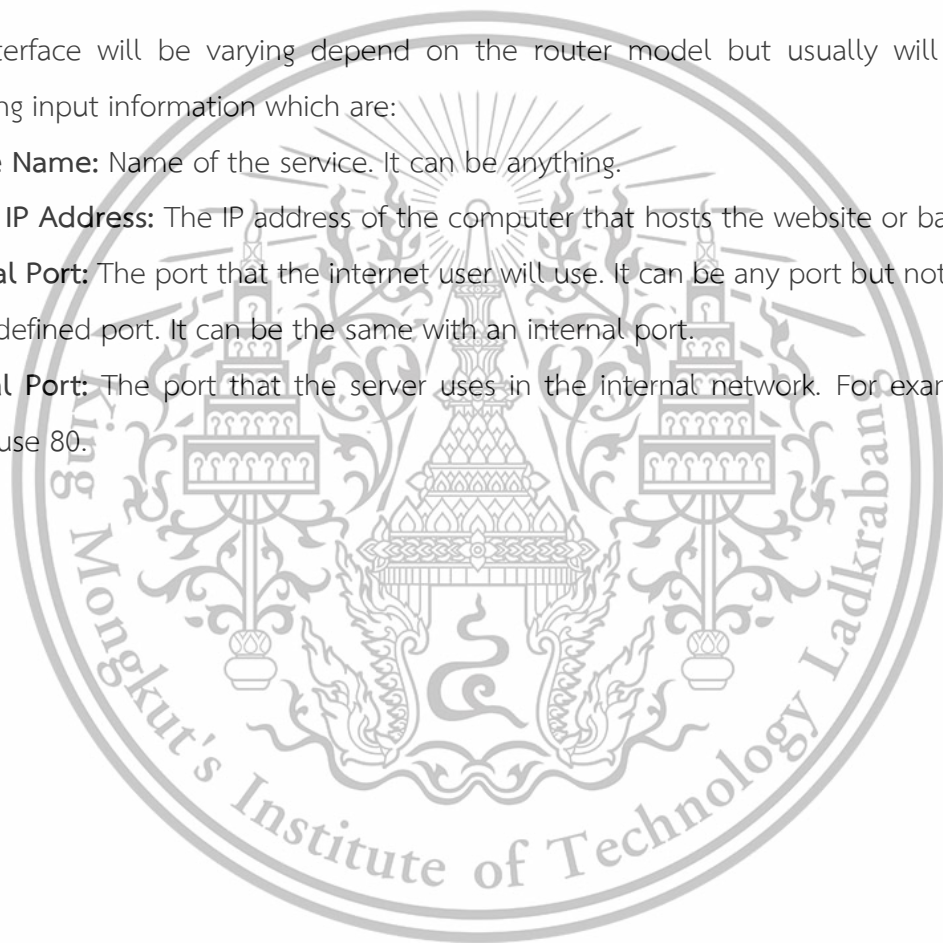 terface will be varying depend on the router model but usually will
ng input information which are:
Name: Name of the service. It can be anything.
IP Address: The IP address of the computer that hosts the website or
al Port: The port that the internet user will use. It can be any port but not
defined port. It can be the same with an internal port.
al Port: The port that the server uses in the internal network. For
use 80.
King Mongkut's Institute of Technology Ladkrabang